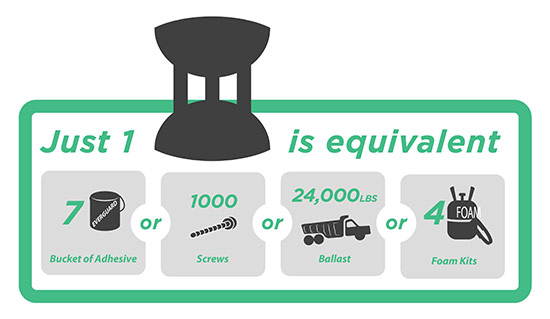 Just 1 is equivalent
7
EVERGUARD
Bucket of Adhesive
or
1000
Screws
or
24,000LBS
Ballast
or
4
FOAM
Foam Kits